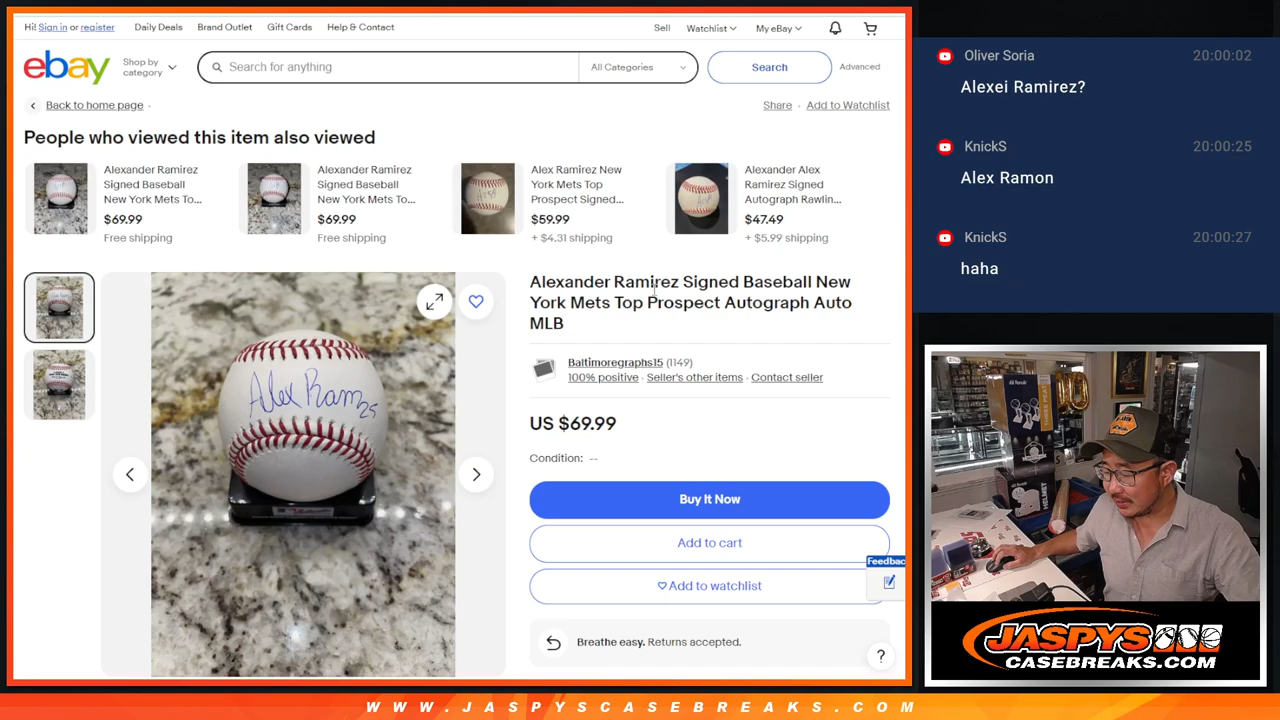 Hi! Sign in or register Daily Deals Brand Outlet Gift Cards Help & Contact Sell Watchlist My eBay
ebay Shop by category Search for anything All Categories Search Advanced
Back to home page Share Add to Watchlist
People who viewed this item also viewed
Alexander Ramirez
Signed Baseball
New York Mets To...
$69.99
Free shipping
Alexander Ramirez
Signed Baseball
New York Mets To...
$69.99
Free shipping
Alex Ramirez New
York Mets Top
Prospect Signed...
$59.99
+ $4.31 shipping
Alexander Alex
Ramirez Signed
Autograph Rawlin...
$47.49
+ $5.99 shipping
Alex Ram 25
Alexander Ramirez Signed Baseball New
York Mets Top Prospect Autograph Auto
MLB
Baltimoregraphs15 (1149)
100% positive · Seller's other items · Contact seller
US $69.99
Condition: --
Buy It Now
Add to cart
Add to watchlist
Feedbac
Breathe easy. Returns accepted.
?
Oliver Soria 20:00:02
Alexei Ramirez?
KnickS 20:00:25
Alex Ramon
KnickS 20:00:27
haha
JASPYS
CASEBREAKS.COM
WWW.JASPYSCASEBREAKS.COM